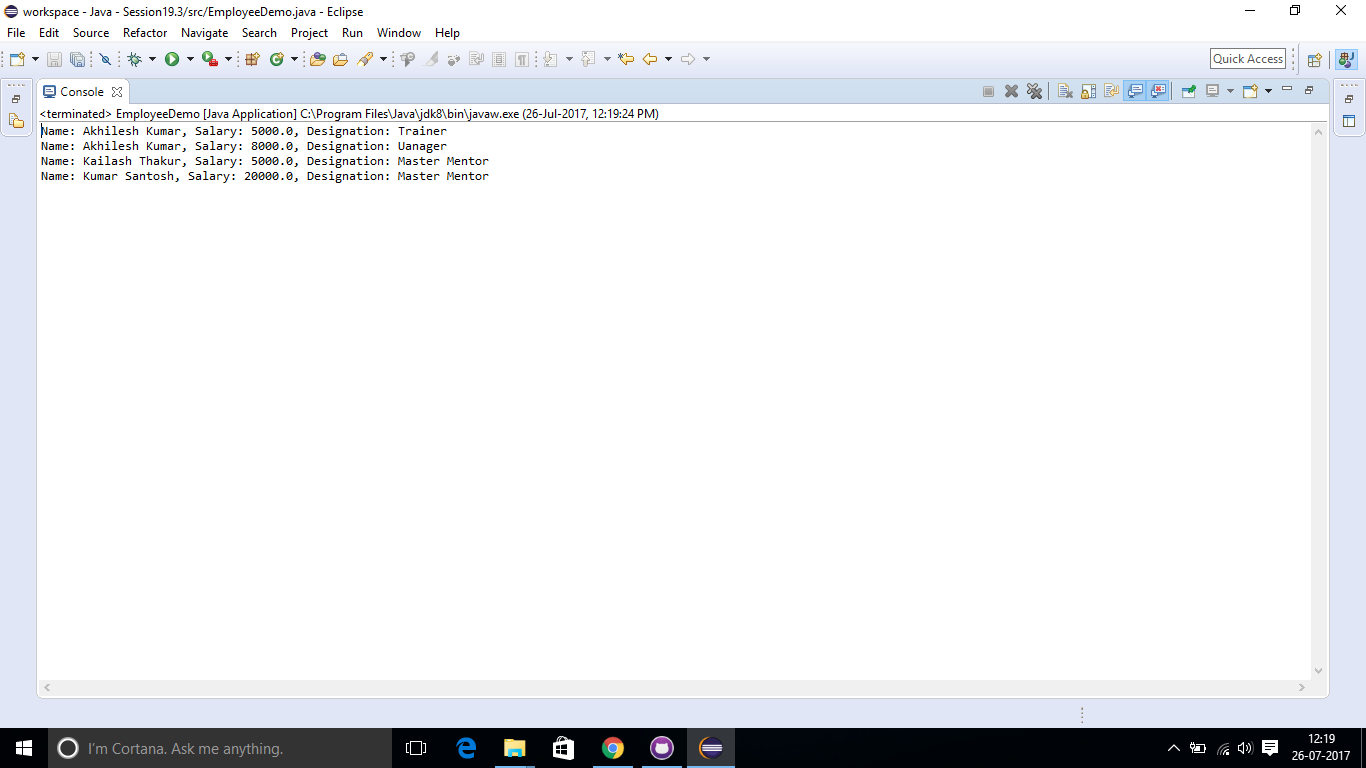 workspace - Java - Session19.3/src/EmployeeDemo.java - Eclipse
File Edit Source Refactor Navigate Search Project Run Window Help
Quick Access
Console
<terminated> EmployeeDemo [Java Application] C:\Program Files\Java\jdk8\bin\javaw.exe (26-Jul-2017, 12:19:24 PM)
Name: Akhilesh Kumar, Salary: 5000.0, Designation: Trainer
Name: Akhilesh Kumar, Salary: 8000.0, Designation: Uanager
Name: Kailash Thakur, Salary: 5000.0, Designation: Master Mentor
Name: Kumar Santosh, Salary: 20000.0, Designation: Master Mentor
I'm Cortana. Ask me anything.
12:19
26-07-2017